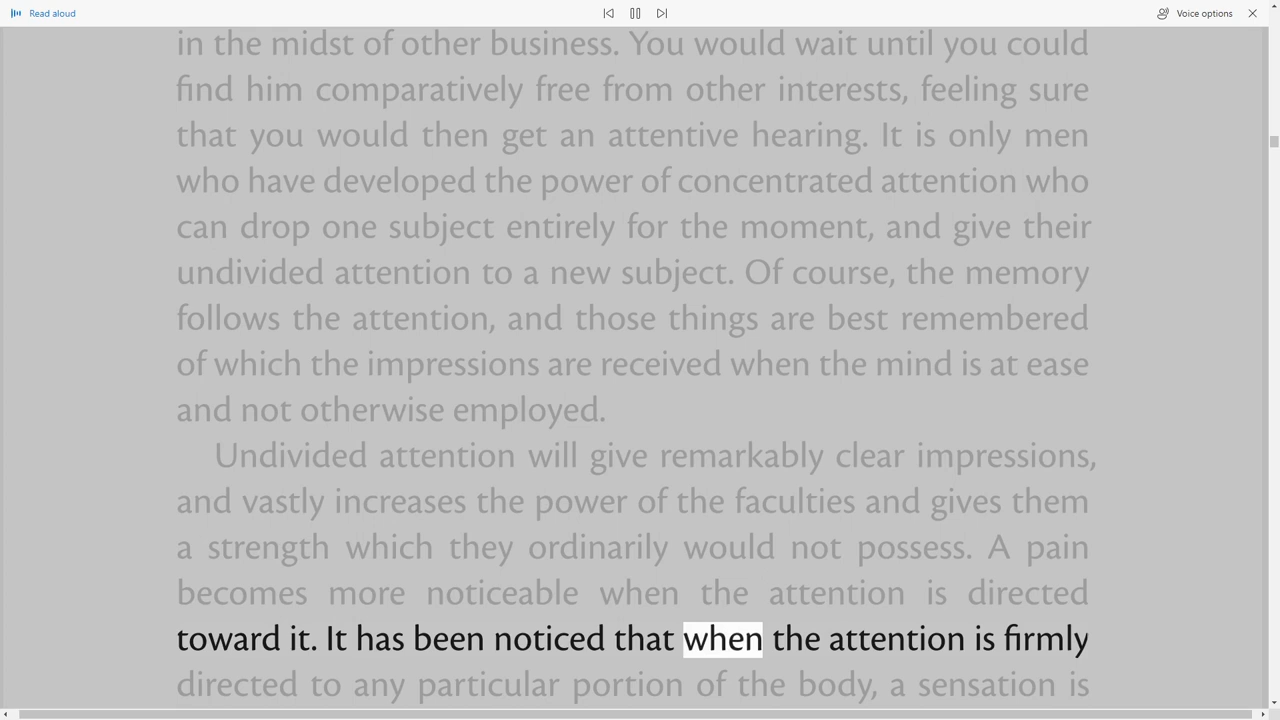 Read aloud
Voice options
in the midst of other business. You would wait until you could
find him comparatively free from other interests, feeling sure
that you would then get an attentive hearing. It is only men
who have developed the power of concentrated attention who
can drop one subject entirely for the moment, and give their
undivided attention to a new subject. Of course, the memory
follows the attention, and those things are best remembered
of which the impressions are received when the mind is at ease
and not otherwise employed.
Undivided attention will give remarkably clear impressions,
and vastly increases the power of the faculties and gives them
a strength which they ordinarily would not possess. A pain
becomes more noticeable when the attention is directed
toward it. It has been noticed that when the attention is firmly
directed to any particular portion of the body, a sensation is